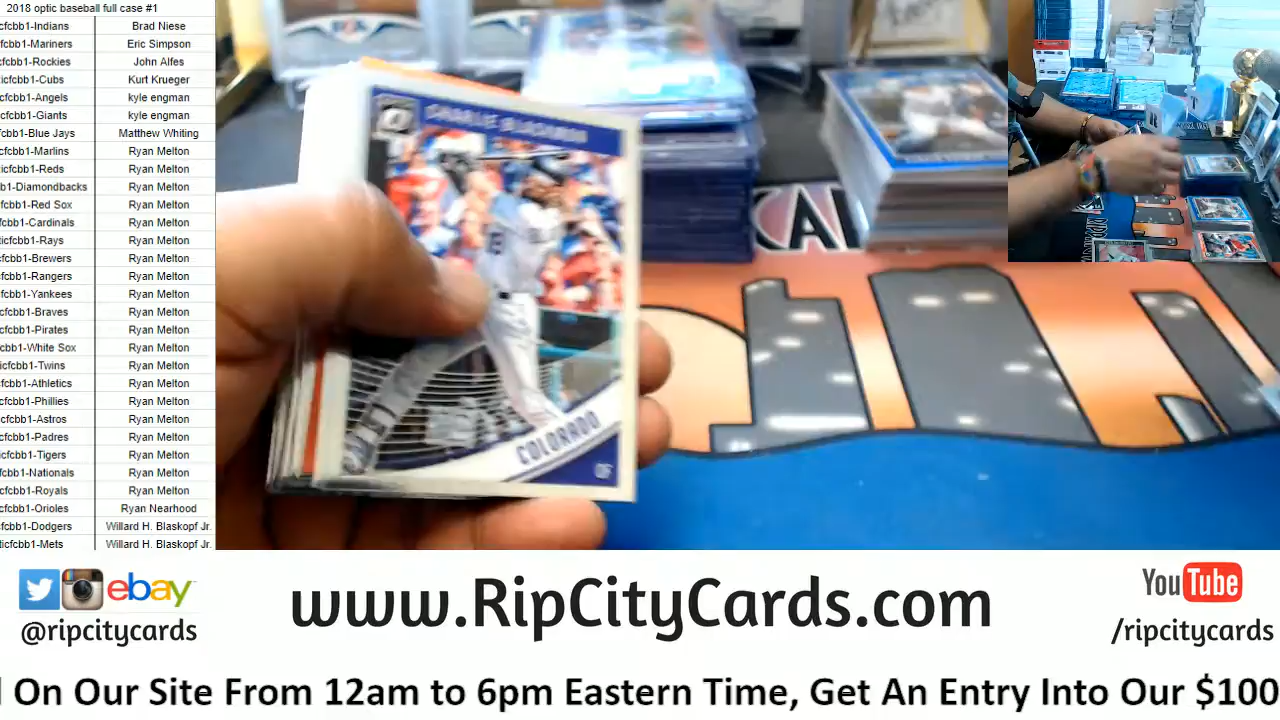 2018 optic baseball full case #1
cfcbb1-Indians Brad Niese
fcbb1-Mariners Eric Simpson
cfcbb1-Rockies John Alfes
icfcbb1-Cubs Kurt Krueger
cfcbb1-Angels kyle engman
cfcbb1-Giants kyle engman
fcbb1-Blue Jays Matthew Whiting
cfcbb1-Marlins Ryan Melton
icfcbb1-Reds Ryan Melton
b1-Diamondbacks Ryan Melton
cbb1-Red Sox Ryan Melton
fcbb1-Cardinals Ryan Melton
icfcbb1-Rays Ryan Melton
cfcbb1-Brewers Ryan Melton
cfcbb1-Rangers Ryan Melton
cfcbb1-Yankees Ryan Melton
cfcbb1-Braves Ryan Melton
cfcbb1-Pirates Ryan Melton
cbb1-White Sox Ryan Melton
icfcbb1-Twins Ryan Melton
cfcbb1-Athletics Ryan Melton
cfcbb1-Phillies Ryan Melton
cfcbb1-Astros Ryan Melton
cfcbb1-Padres Ryan Melton
cfcbb1-Tigers Ryan Melton
fcbb1-Nationals Ryan Melton
cfcbb1-Royals Ryan Melton
cfcbb1-Orioles Ryan Nearhood
cfcbb1-Dodgers Willard H. Blaskopf Jr.
ticfcbb1-Mets Willard H. Blaskopf Jr.
COLORADO
OF
ebay
@ripcitycards
www.RipCityCards.com
YouTube
/ripcitycards
On Our Site From 12am to 6pm Eastern Time, Get An Entry Into Our $100